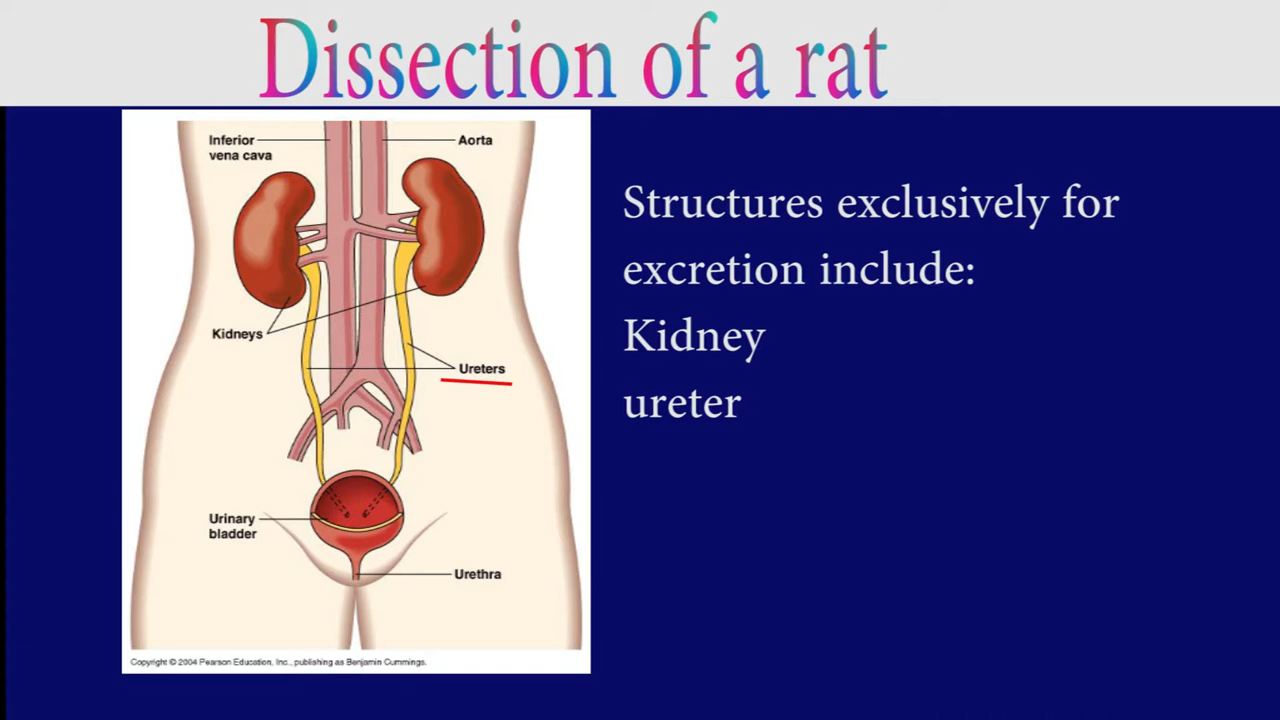 Dissection of a rat
Inferior
vena cava
Aorta
Kidneys
Ureters
Urinary
bladder
Urethra
Copyright © 2004 Pearson Education, Inc., publishing as Benjamin Cummings.
Structures exclusively for
excretion include:
Kidney
ureter